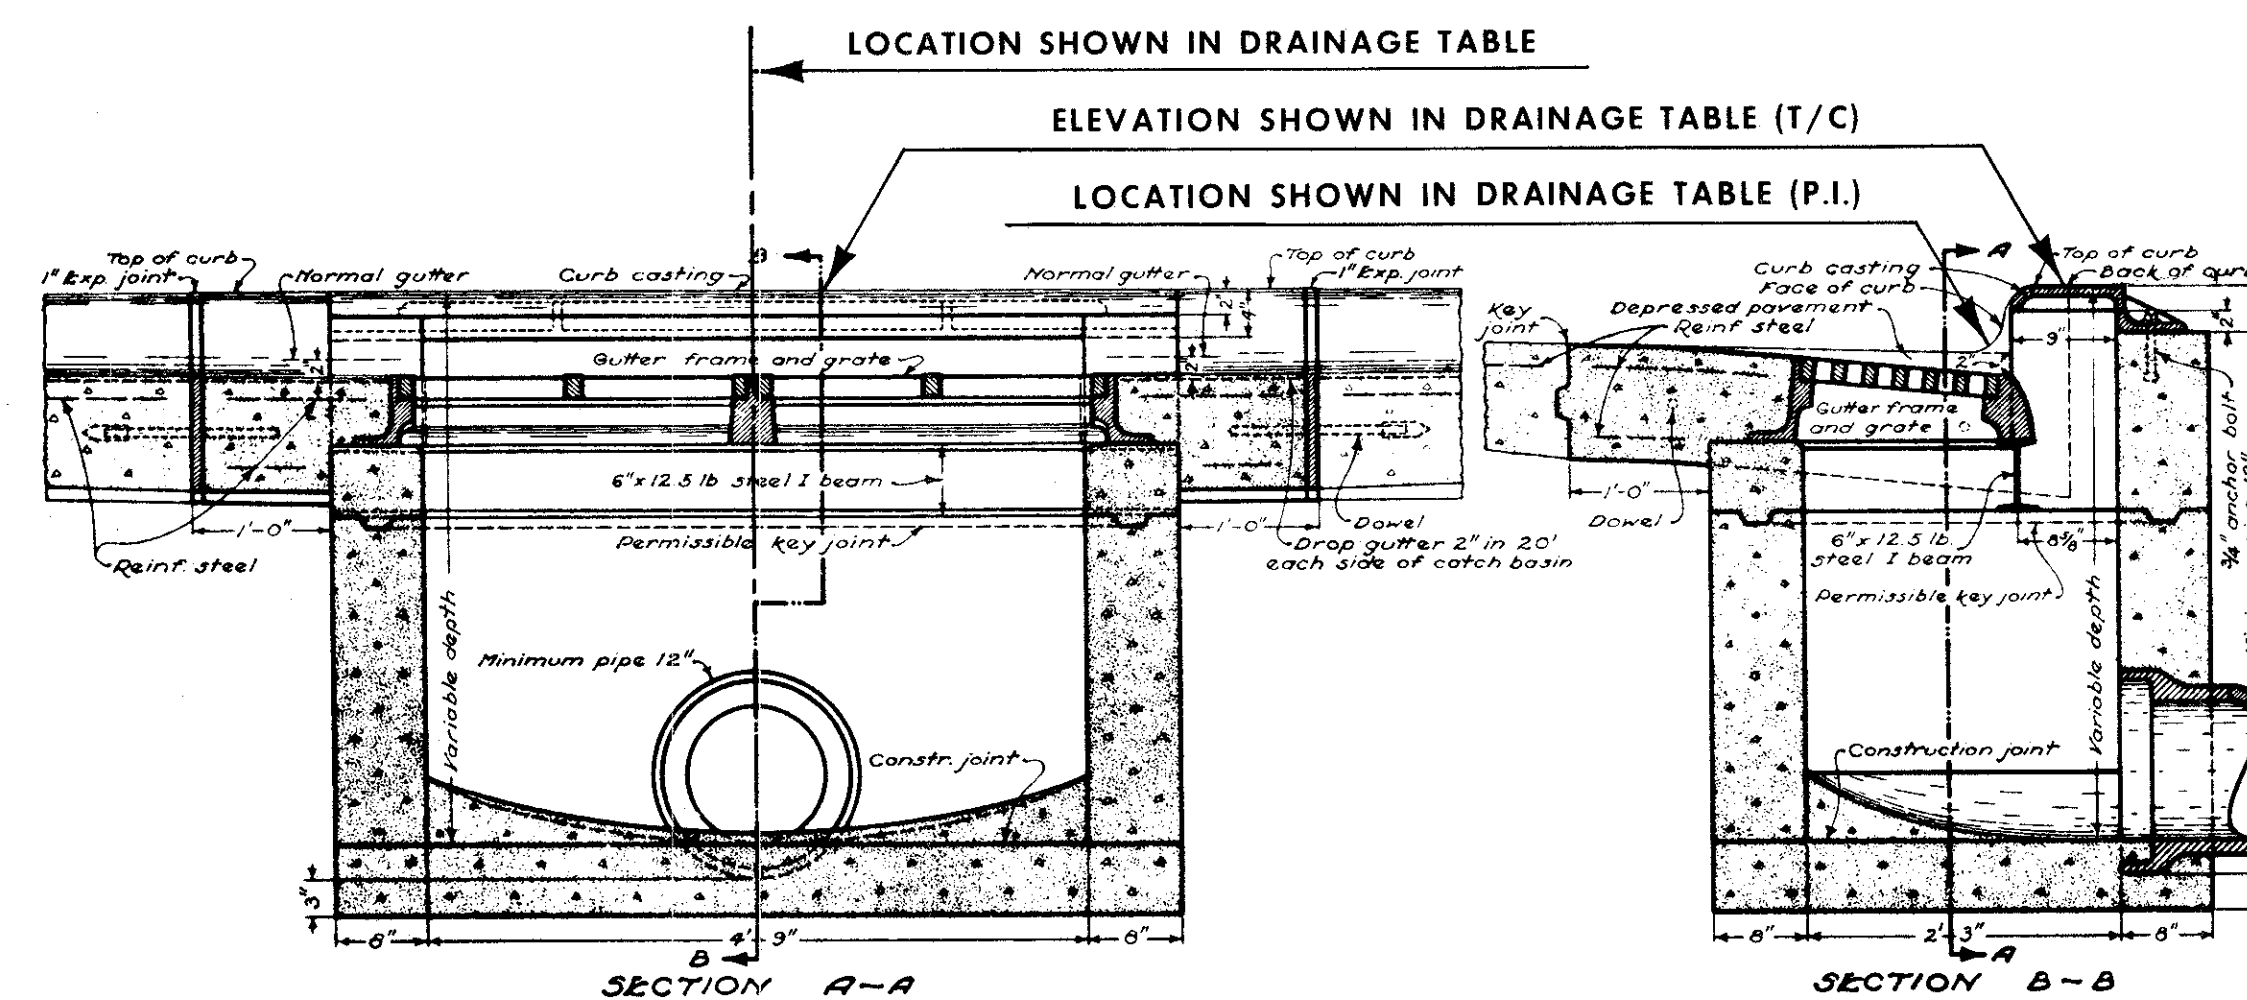 LOCATION SHOWN IN DRAINAGE TABLE
ELEVATION SHOWN IN DRAINAGE TABLE (T/C)
LOCATION SHOWN IN DRAINAGE TABLE (P.I.)
Top of curb
1" Exp. joint
Normal gutter
Curb casting
B
Normal gutter
Top of curb
1" Exp. joint
2"
4"
Gutter frame and grate
2"
2"
6"x 12.5 lb steel I beam
1'-0"
1'-0"
Reinf. steel
Permissible key joint
Dowel
Drop gutter 2" in 20'
each side of catch basin
Variable depth
Minimum pipe 12"
Constr. joint
3"
8"
4'-9"
8"
B
SECTION A-A
A
Top of curb
Curb casting
Back of
Face of curb
Key
joint
Depressed pavement
Reinf steel
9"
2"
2"
Gutter frame
and grate
1'-0"
Dowel
6"x 12.5 lb.
steel I beam
8⅝"
3/4" anchor bolt
Permissible key joint
Variable depth
Construction joint
8"
2'-3"
8"
A
SECTION B-B